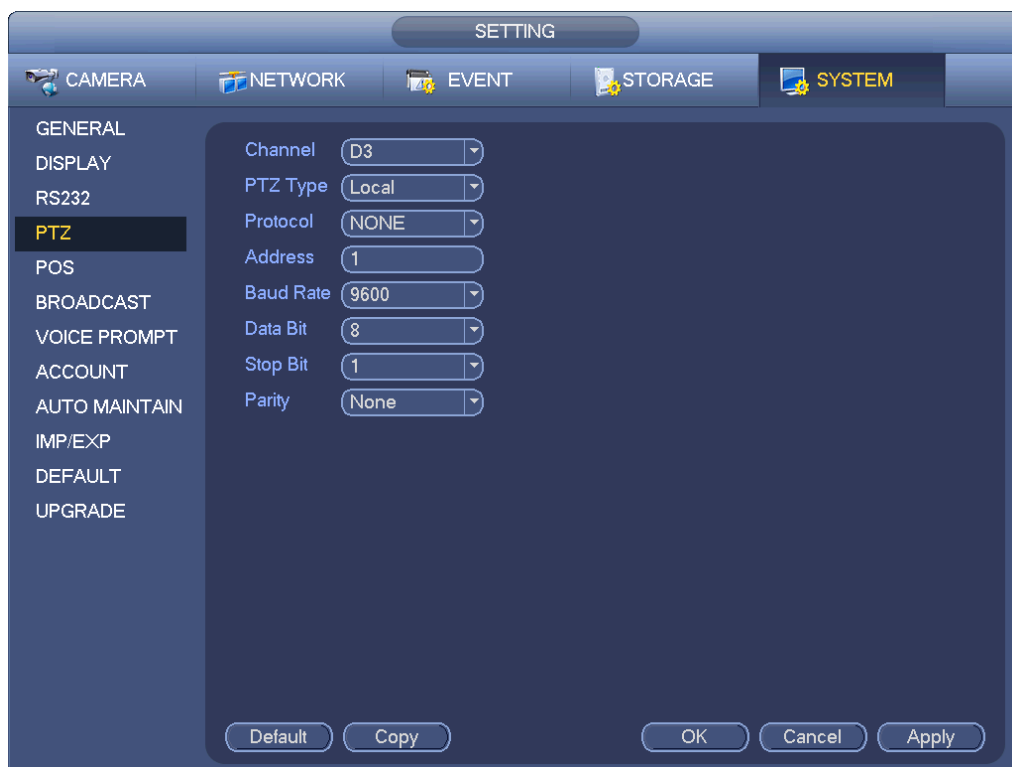 SETTING
CAMERA NETWORK EVENT STORAGE SYSTEM
GENERAL
DISPLAY
RS232
PTZ
POS
BROADCAST
VOICE PROMPT
ACCOUNT
AUTO MAINTAIN
IMP/EXP
DEFAULT
UPGRADE
Channel D3
PTZ Type Local
Protocol NONE
Address 1
Baud Rate 9600
Data Bit 8
Stop Bit 1
Parity None
Default Copy OK Cancel Apply